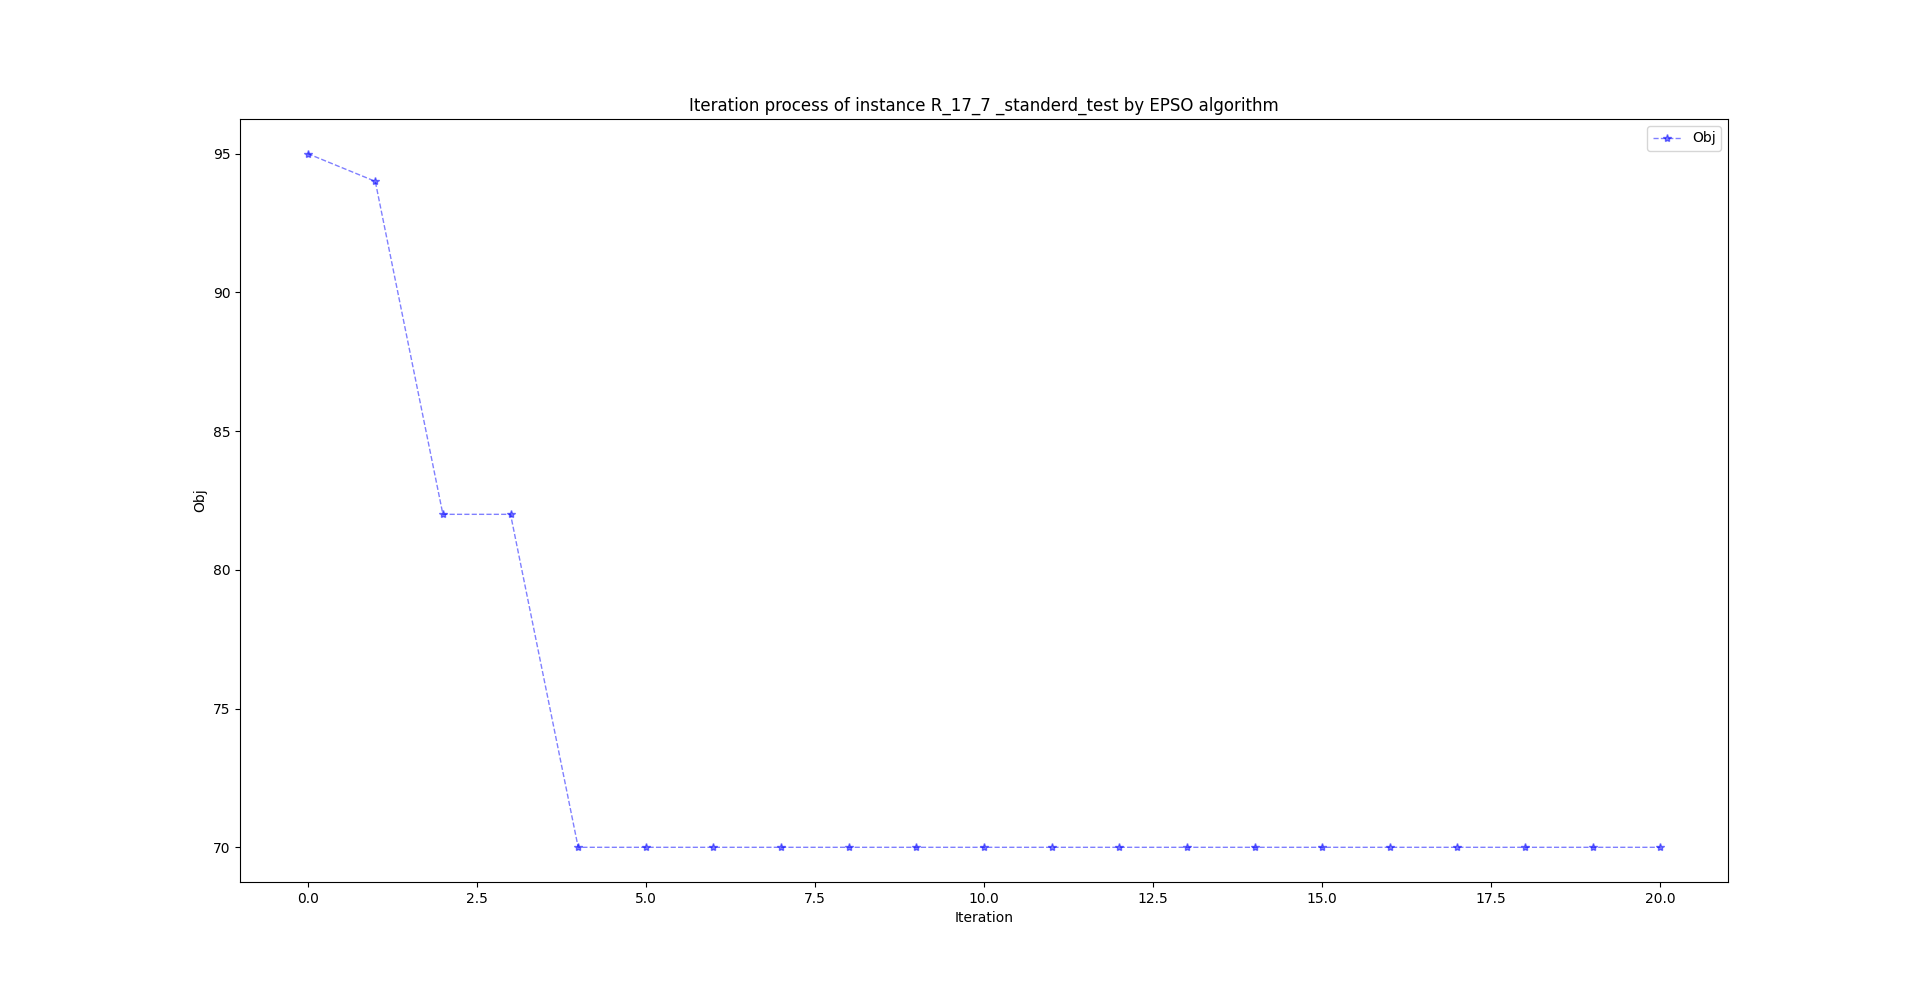 Iteration process of instance R_17_7 _standerd_test by EPSO algorithm
Obj
95
90
85
80
75
70
Obj
0.0 2.5 5.0 7.5 10.0 12.5 15.0 17.5 20.0
Iteration